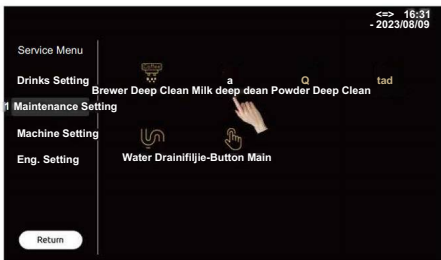 <=> 16:31
- 2023/08/09
Service Menu
Drinks Setting
a Q tad
Brewer Deep Clean Milk deep dean Powder Deep Clean
1 Maintenance Setting
Machine Setting
Eng. Setting
Water Drainifiljie-Button Main
Return